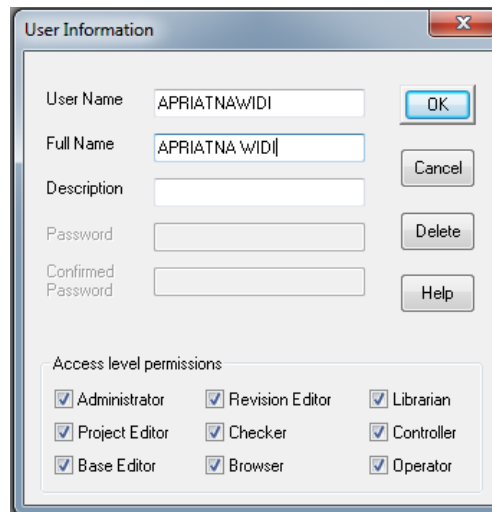 User Information
User Name APRIATNAWIDI OK
Full Name APRIATNA WIDI Cancel
Description
Password Delete
Confirmed
Password Help
Access level permissions
Administrator Revision Editor Librarian
Project Editor Checker Controller
Base Editor Browser Operator